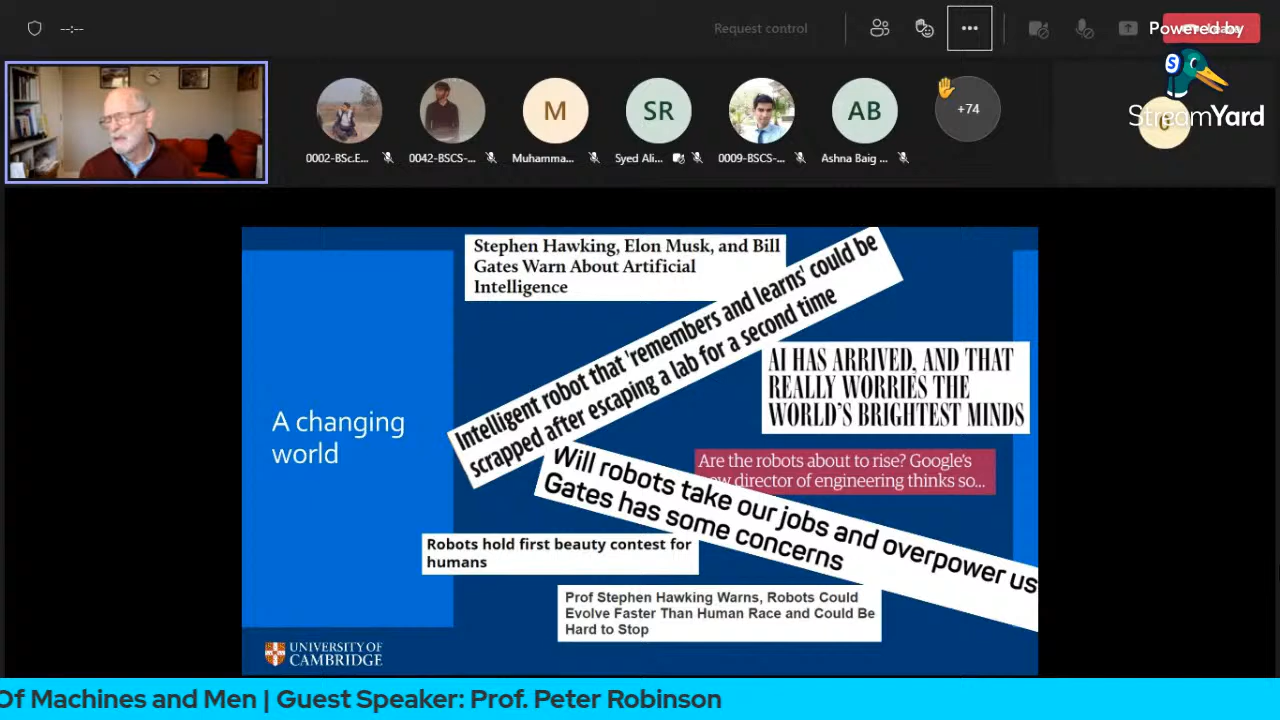 --:--
Request control
Powered by
StreamYard
M
SR
AB
+74
0002-BSc.E...
0042-BSCS-...
Muhamma...
Syed Ali...
0009-BSCS-...
Ashna Baig ...
Stephen Hawking, Elon Musk, and Bill
Gates Warn About Artificial
Intelligence
Intelligent robot that 'remembers and learns' could be
scrapped after escaping a lab for a second time
AI HAS ARRIVED, AND THAT
REALLY WORRIES THE
WORLD'S BRIGHTEST MINDS
A changing
world
Are the robots about to rise? Google's
director of engineering thinks so...
Will robots take our jobs and overpower us
Gates has some concerns
Robots hold first beauty contest for
humans
Prof Stephen Hawking Warns, Robots Could
Evolve Faster Than Human Race and Could Be
Hard to Stop
UNIVERSITY OF
CAMBRIDGE
Of Machines and Men | Guest Speaker: Prof. Peter Robinson